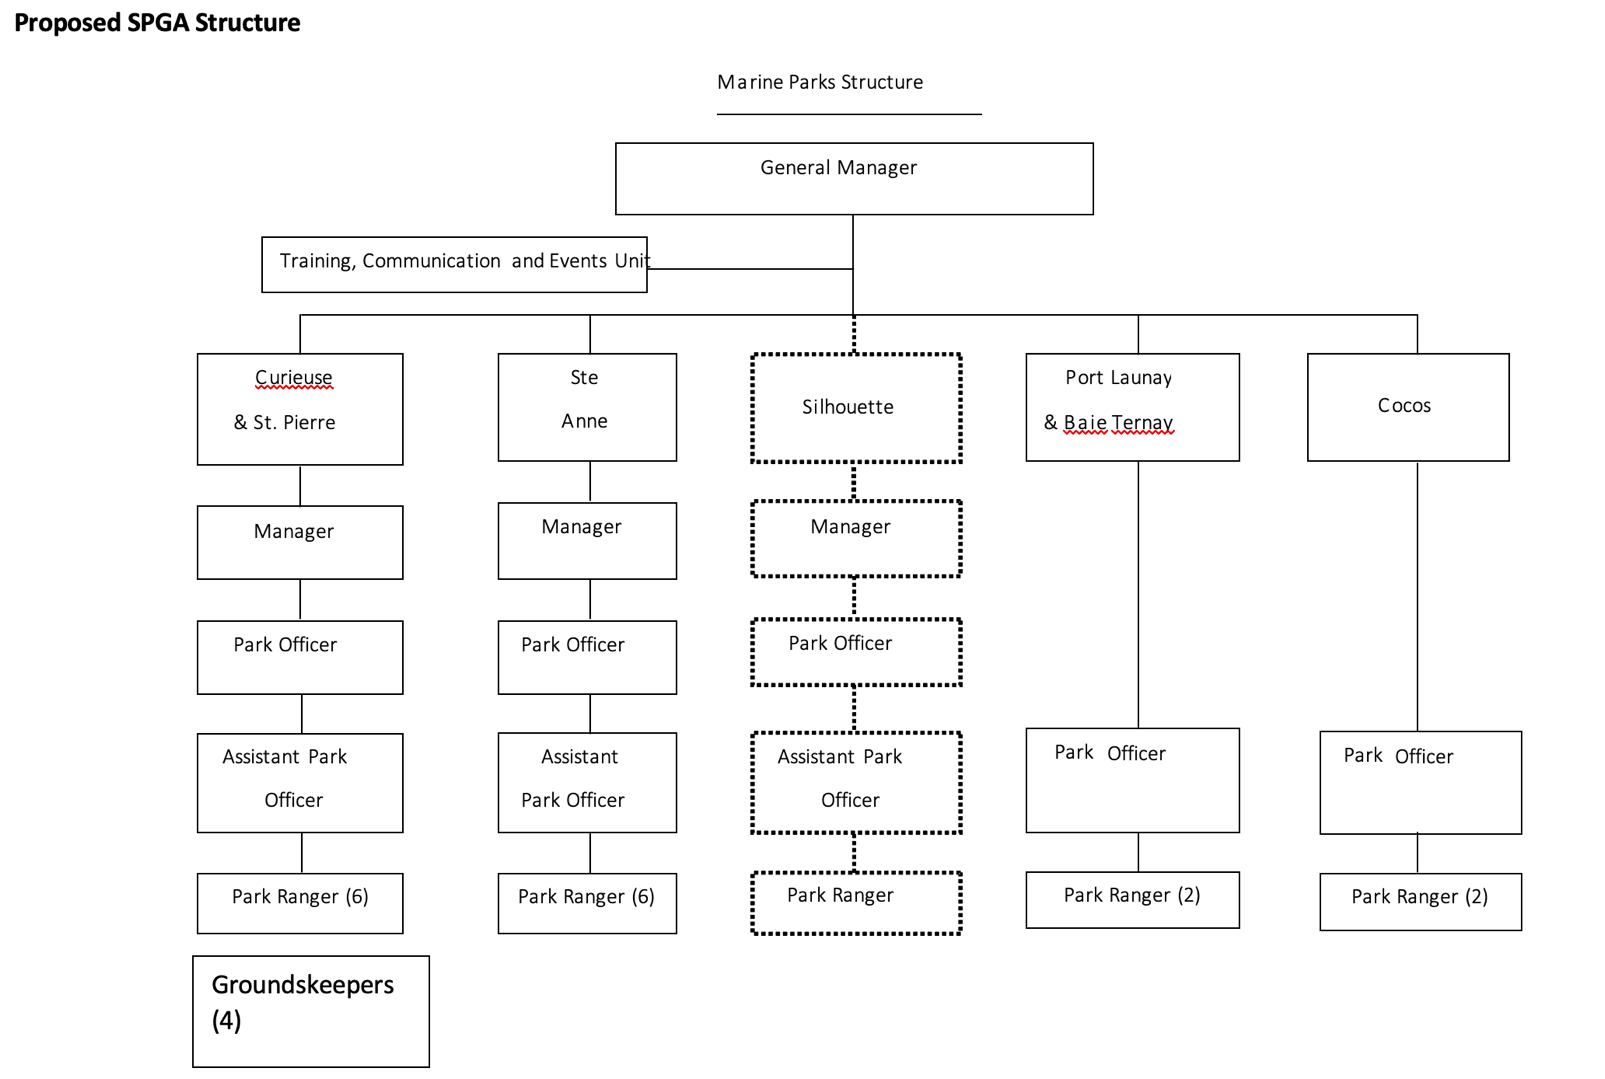 Proposed SPGA Structure
Marine Parks Structure
General Manager
Training, Communication and Events Unit
Curieuse
& St. Pierre
Ste
Anne
Silhouette
Port Launay
& Baie Ternay
Cocos
Manager
Manager
Manager
Park Officer
Park Officer
Park Officer
Assistant Park
Officer
Assistant
Park Officer
Assistant Park
Officer
Park Officer
Park Officer
Park Ranger (6)
Park Ranger (6)
Park Ranger
Park Ranger (2)
Park Ranger (2)
Groundskeepers
(4)